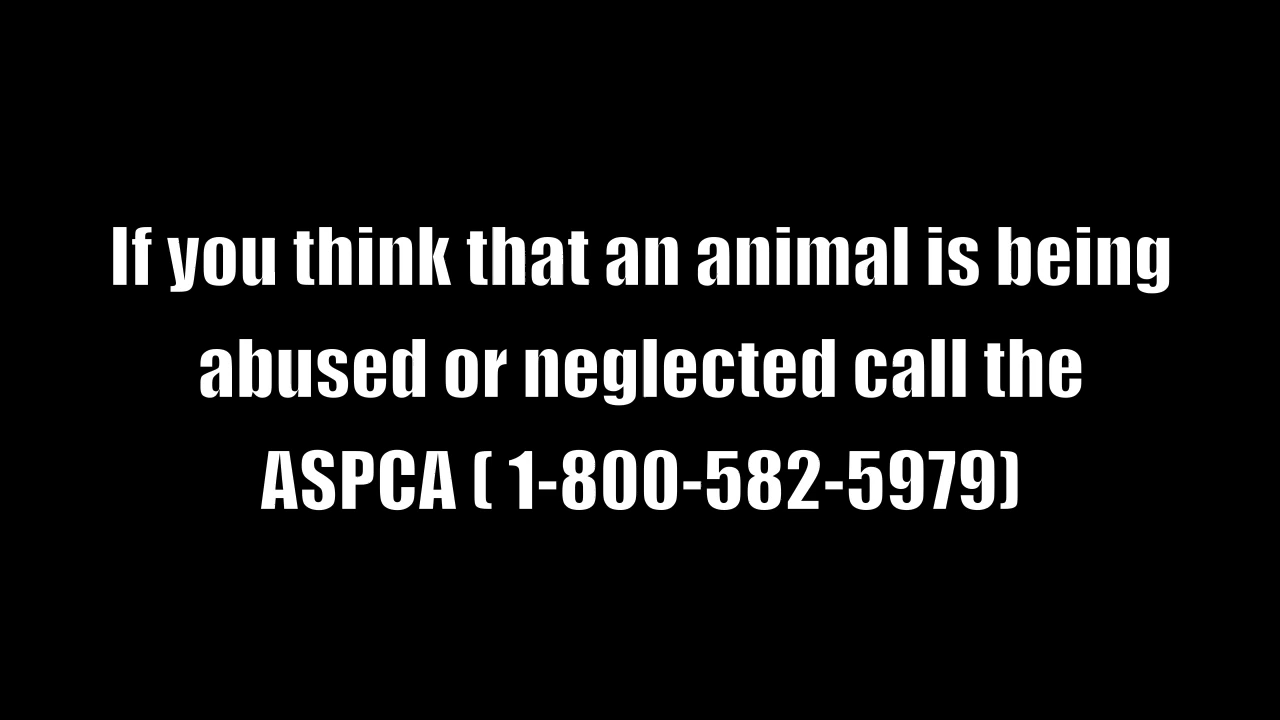 If you think that an animal is being
abused or neglected call the
ASPCA ( 1-800-582-5979)